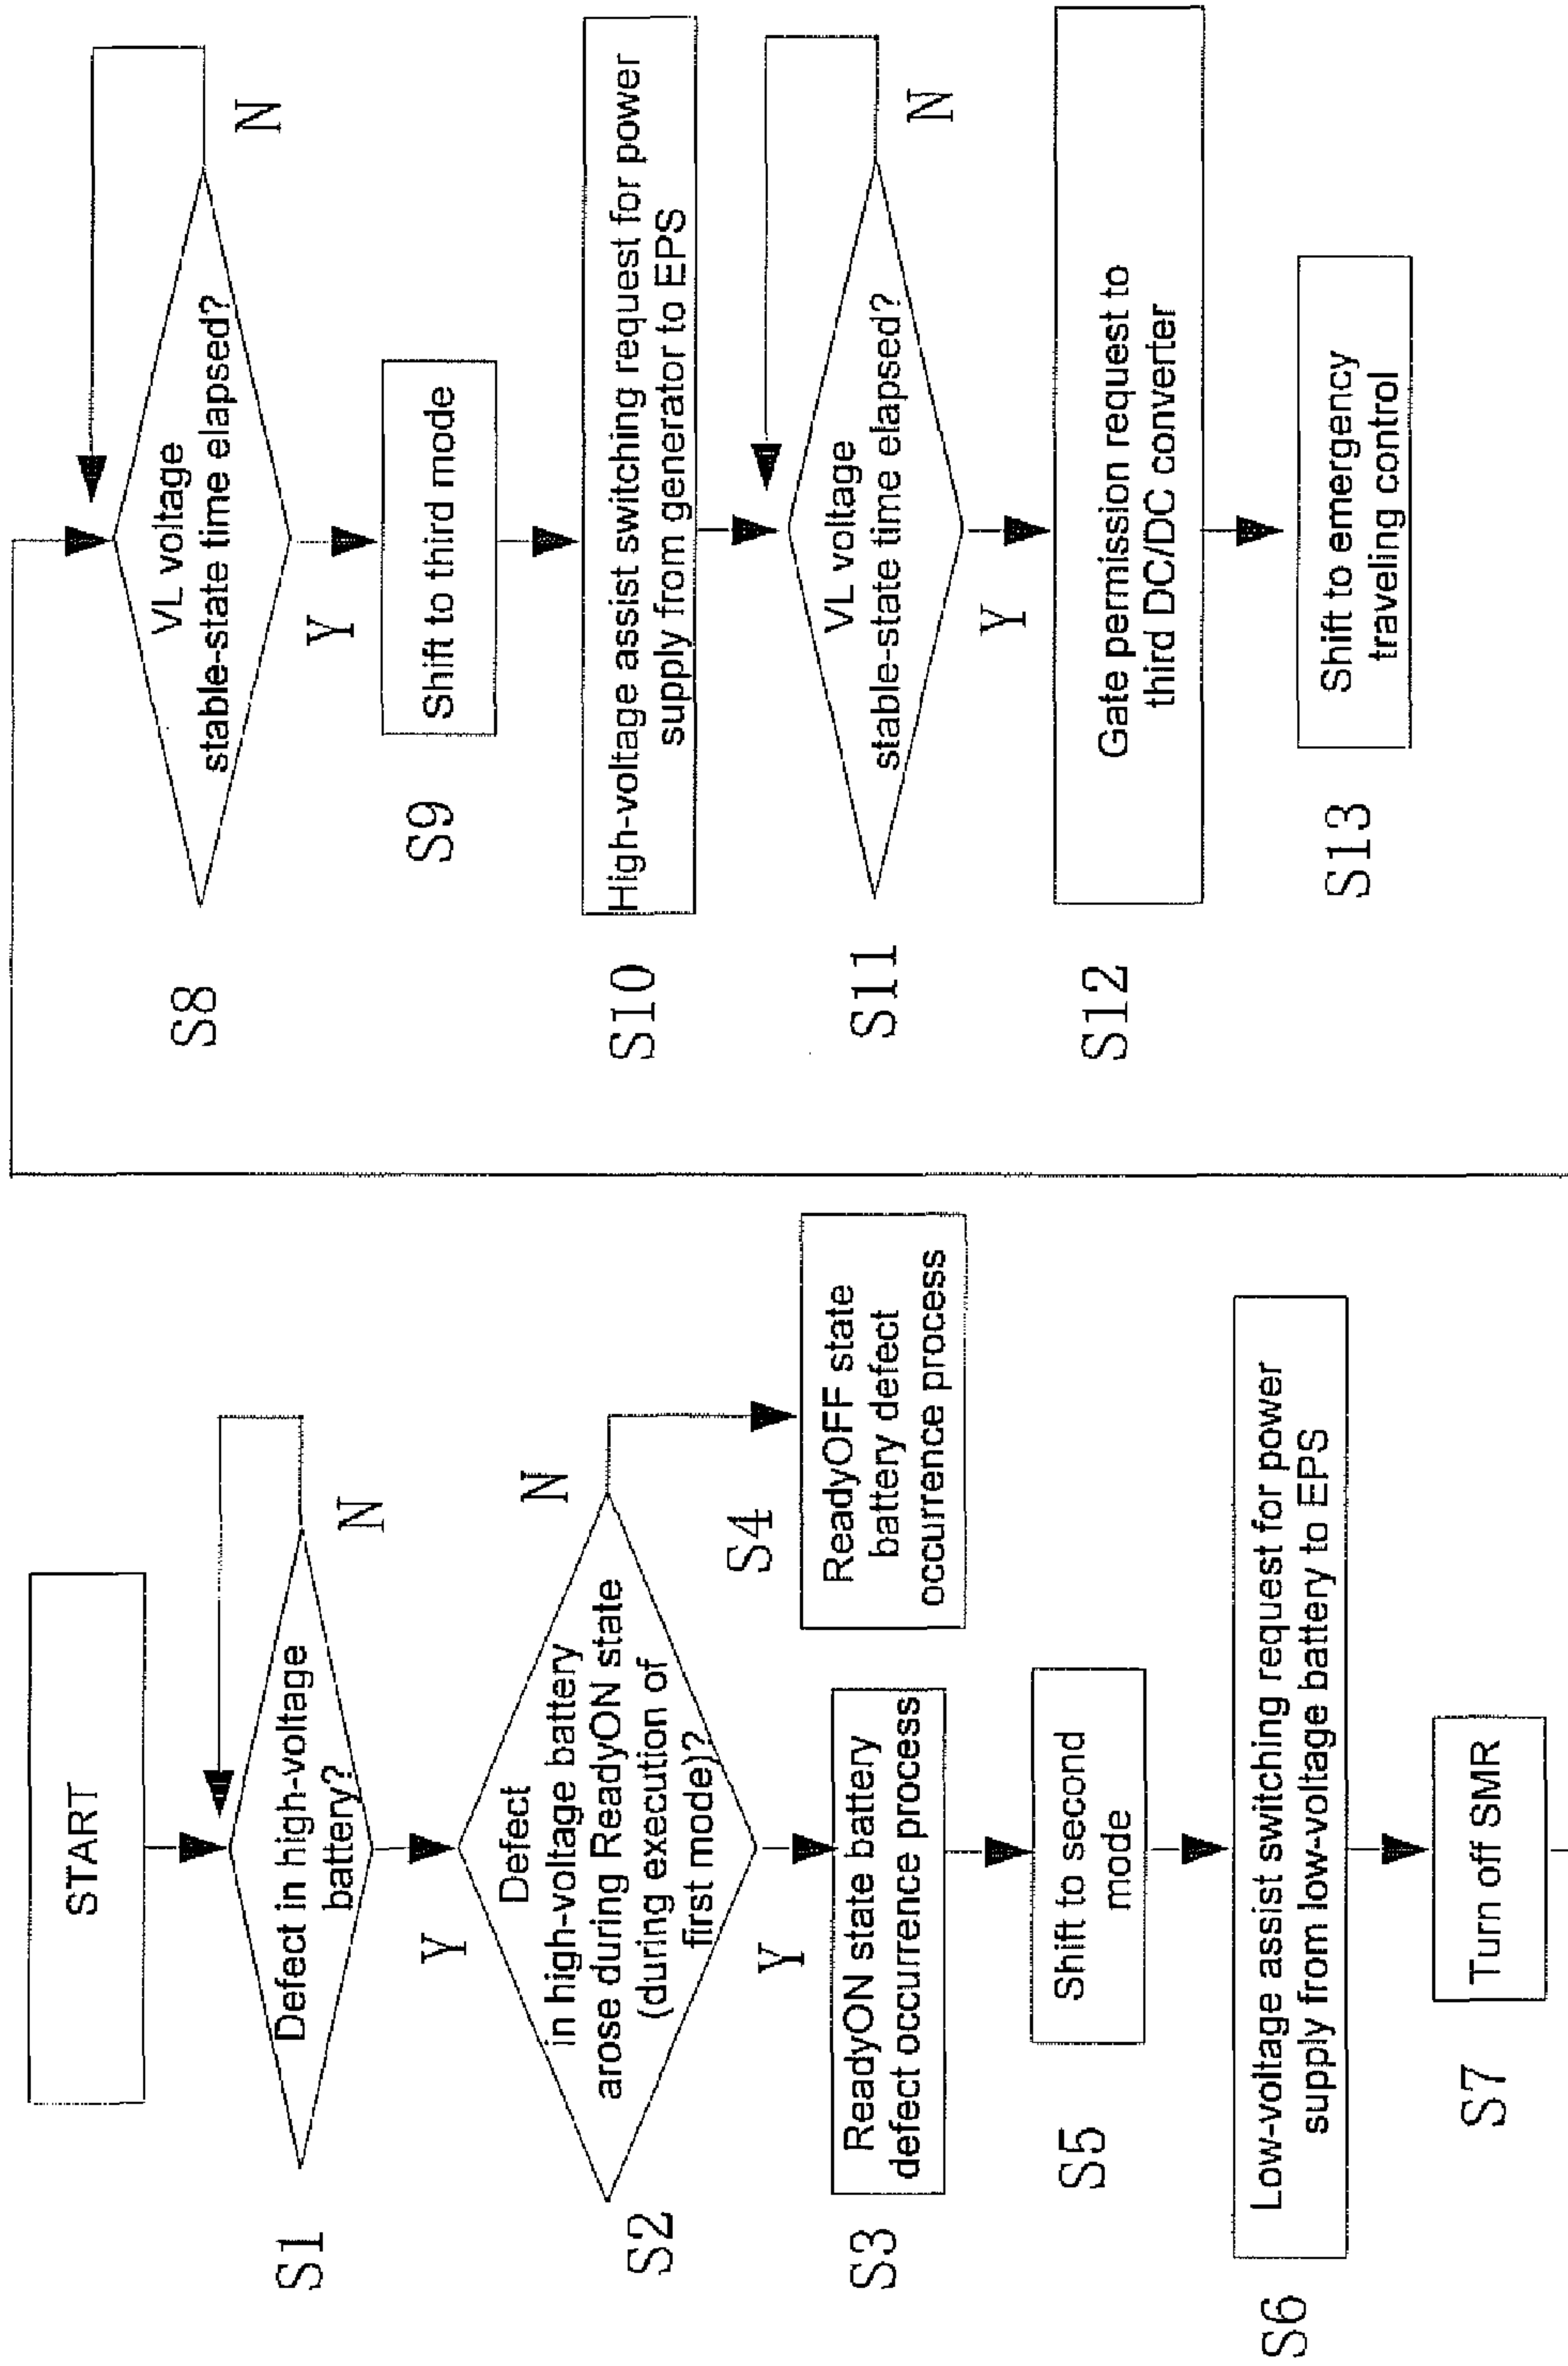 START
S1
Defect in high-voltage
battery?
N
Y
S2
Defect
in high-voltage battery
arose during ReadyON state
(during execution of
first mode)?
N
Y
S3
ReadyON state battery
defect occurrence process
S4
ReadyOFF state
battery defect
occurrence process
S5
Shift to second
mode
S6
Low-voltage assist switching request for power
supply from low-voltage battery to EPS
S7
Turn off SMR
S8
VL voltage
stable-state time elapsed?
N
Y
S9
Shift to third mode
S10
High-voltage assist switching request for power
supply from generator to EPS
S11
VL voltage
stable-state time elapsed?
N
Y
S12
Gate permission request to
third DC/DC converter
S13
Shift to emergency
traveling control